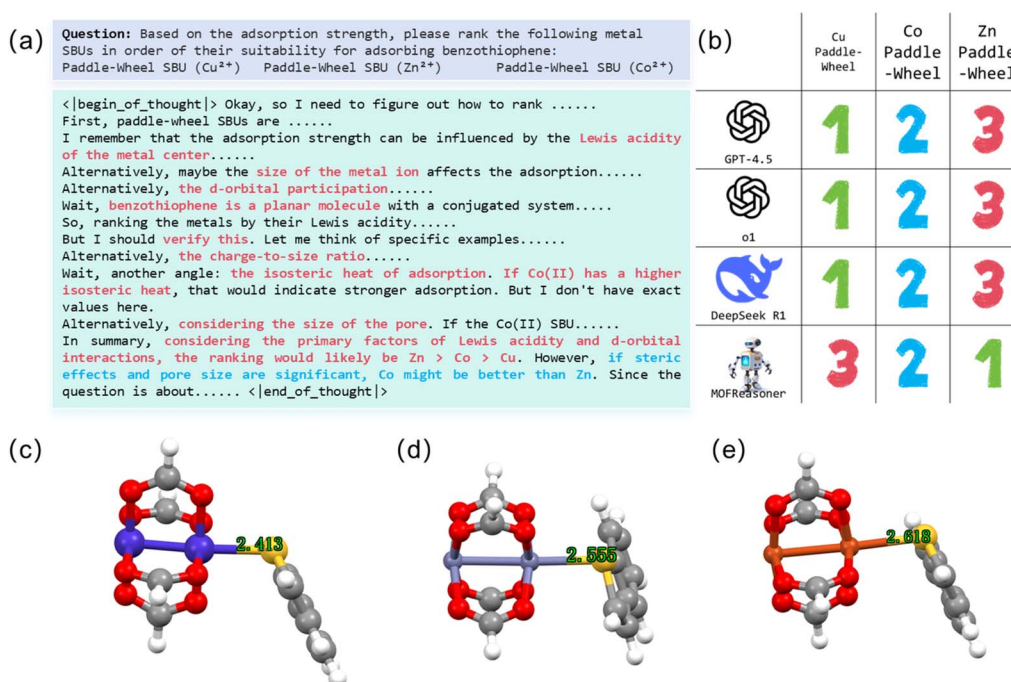 (a)
Question: Based on the adsorption strength, please rank the following metal
SBUs in order of their suitability for adsorbing benzothiophene:
Paddle-Wheel SBU (Cu²⁺) Paddle-Wheel SBU (Zn²⁺) Paddle-Wheel SBU (Co²⁺)
<|begin_of_thought|> Okay, so I need to figure out how to rank ......
First, paddle-wheel SBUs are ......
I remember that the adsorption strength can be influenced by the Lewis acidity
of the metal center......
Alternatively, maybe the size of the metal ion affects the adsorption......
Alternatively, the d-orbital participation......
Wait, benzothiophene is a planar molecule with a conjugated system.....
So, ranking the metals by their Lewis acidity......
But I should verify this. Let me think of specific examples......
Alternatively, the charge-to-size ratio......
Wait, another angle: the isosteric heat of adsorption. If Co(II) has a higher
isosteric heat, that would indicate stronger adsorption. But I don't have exact
values here.
Alternatively, considering the size of the pore. If the Co(II) SBU......
In summary, considering the primary factors of Lewis acidity and d-orbital
interactions, the ranking would likely be Zn > Co > Cu. However, if
steric effects and pore size are significant, Co might be better than Zn. Since the
question is about...... <|end_of_thought|>
(b)
Cu
Paddle-
Wheel
Co
Paddle
-Wheel
Zn
Paddle
-Wheel
GPT-4.5
1 2 3
o1
1 2 3
DeepSeek R1
1 2 3
MOFReasoner
3 2 1
(c)
2.413
(d)
2.555
(e)
2.618